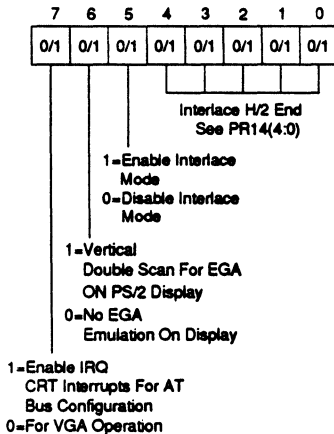 7 6 5 4 3 2 1 0
0/1 0/1 0/1 0/1 0/1 0/1 0/1 0/1
Interlace H/2 End
See PR14(4:0)
1=Enable Interlace
Mode
0=Disable Interlace
Mode
1=Vertical
Double Scan For EGA
ON PS/2 Display
0=No EGA
Emulation On Display
1=Enable IRQ
CRT Interrupts For AT
Bus Configuration
0=For VGA Operation